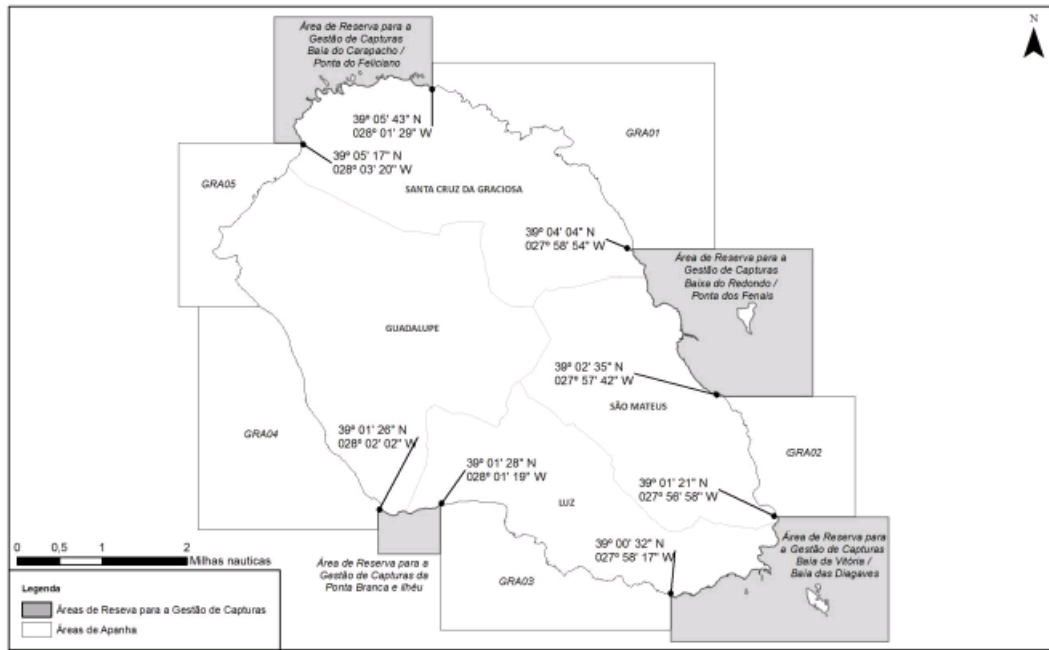 Área de Reserva para a
Gestão de Capturas
Baía do Carapacho /
Ponta do Feliciano
N
39º 05' 43" N
028º 01' 29" W
GRA01
39º 05' 17" N
028º 03' 20" W
GRA05
SANTA CRUZ DA GRACIOSA
39º 04' 04" N
027º 58' 54" W
Área de Reserva para a
Gestão de Capturas
Baixa do Redondo /
Ponta dos Fenais
GUADALUPE
39º 02' 35" N
027º 57' 42" W
SÃO MATEUS
GRA04
39º 01' 26" N
028º 02' 02" W
39º 01' 28" N
028º 01' 19" W
GRA02
39º 01' 21" N
027º 56' 58" W
LUZ
39º 00' 32" N
027º 58' 17" W
Área de Reserva para
a Gestão de Capturas
Baía da Vitória /
Baía das Diagaves
0 0,5 1 2
Milhas nauticas
Área de Reserva para a
Gestão de Capturas da
Ponta Branca e Ilhéu
GRA03
Legenda
Áreas de Reseva para a Gestão de Capturas
Áreas de Apanha